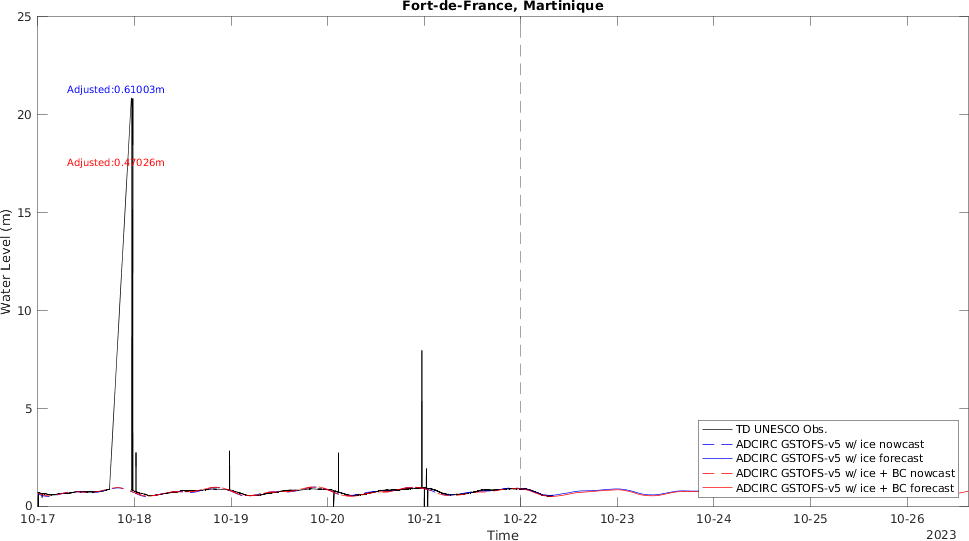 Fort-de-France, Martinique
25
20
15
10
5
0
Water Level (m)
Adjusted:0.61003m
Adjusted:0.47026m
TD UNESCO Obs.
ADCIRC GSTOFS-v5 w/ ice nowcast
ADCIRC GSTOFS-v5 w/ ice forecast
ADCIRC GSTOFS-v5 w/ ice + BC nowcast
ADCIRC GSTOFS-v5 w/ ice + BC forecast
10-17 10-18 10-19 10-20 10-21 10-22 10-23 10-24 10-25 10-26
Time
2023